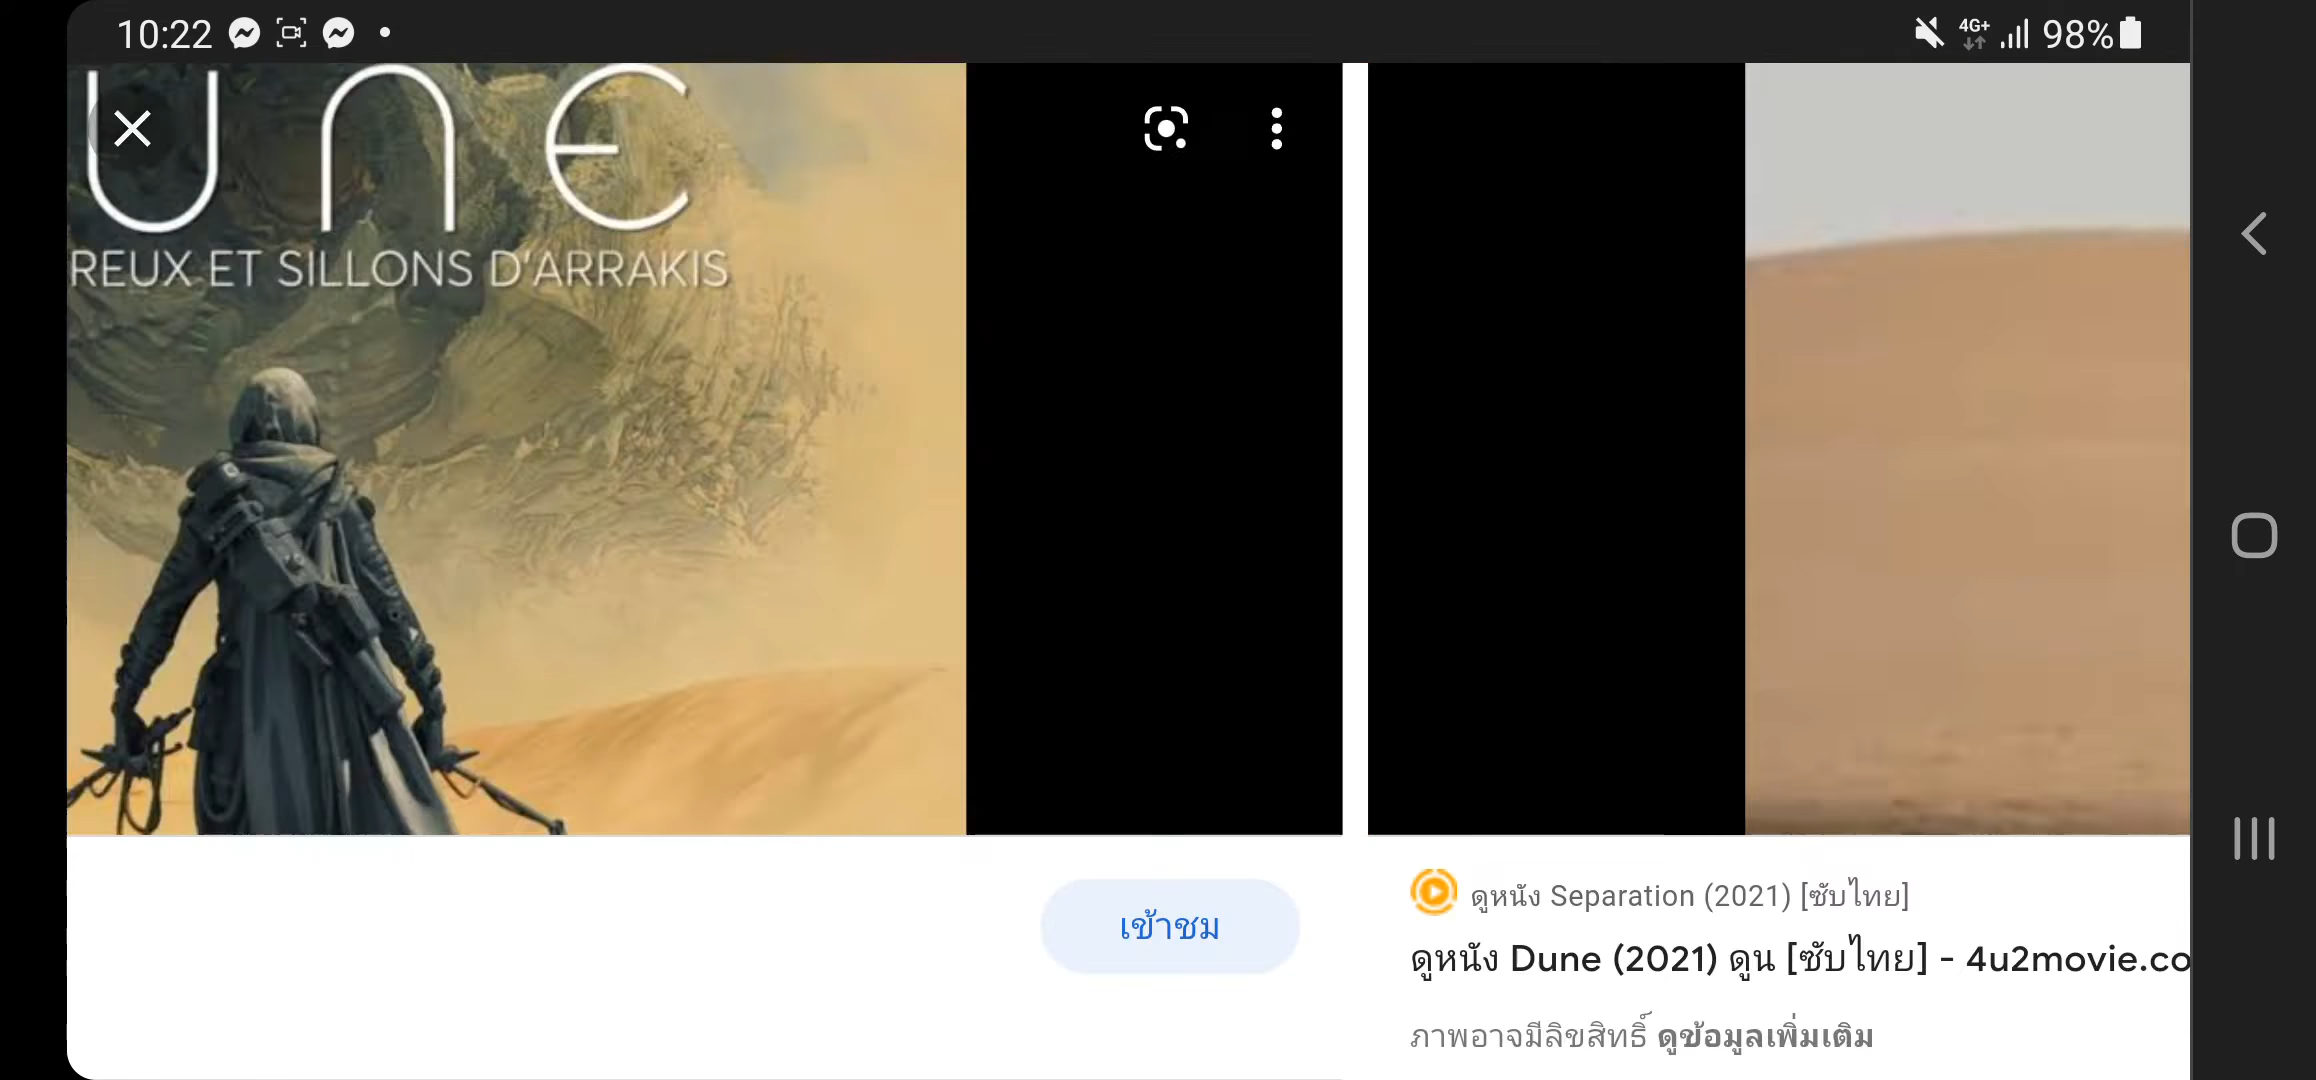 10:22
4G+
98%
UNE
REUX ET SILLONS D'ARRAKIS
เข้าชม
ดูหนัง Separation (2021) [ซับไทย]
ดูหนัง Dune (2021) ดูน [ซับไทย] - 4u2movie.co
ภาพอาจมีลิขสิทธิ์ ดูข้อมูลเพิ่มเติม